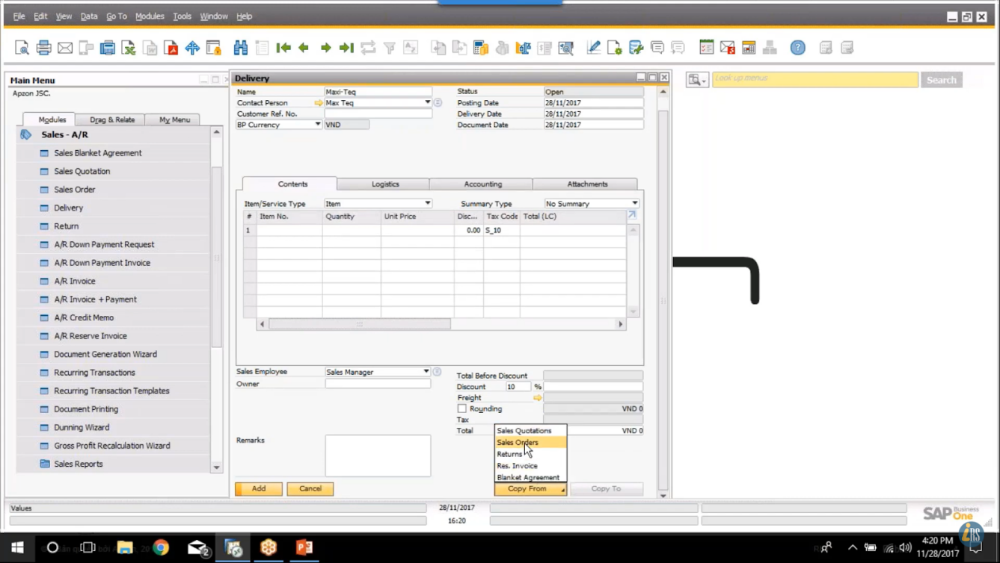 File Edit View Data Go To Modules Tools Window Help
Main Menu
Apzon JSC.
Modules Drag & Relate My Menu
Sales - A/R
Sales Blanket Agreement
Sales Quotation
Sales Order
Delivery
Return
A/R Down Payment Request
A/R Down Payment Invoice
A/R Invoice
A/R Invoice + Payment
A/R Credit Memo
A/R Reserve Invoice
Document Generation Wizard
Recurring Transactions
Recurring Transaction Templates
Document Printing
Dunning Wizard
Gross Profit Recalculation Wizard
Sales Reports
Delivery
Name Maxi-Teq Status Open
Contact Person Max Teq Posting Date 28/11/2017
Customer Ref. No. Delivery Date 28/11/2017
BP Currency VND Document Date 28/11/2017
Contents Logistics Accounting Attachments
Item/Service Type Item Summary Type No Summary
# Item No. Quantity Unit Price Disc... Tax Code Total (LC)
1 0.00 S_10
Sales Employee Sales Manager Total Before Discount
Owner Discount 10 %
Freight
Rounding VND 0
Tax
Remarks Total VND 0
Sales Quotations
Sales Orders
Returns
Res. Invoice
Blanket Agreement
Add Cancel Copy From Copy To
Look up menus Search
Values 28/11/2017
16:20
SAP Business One
2
4:20 PM
11/28/2017